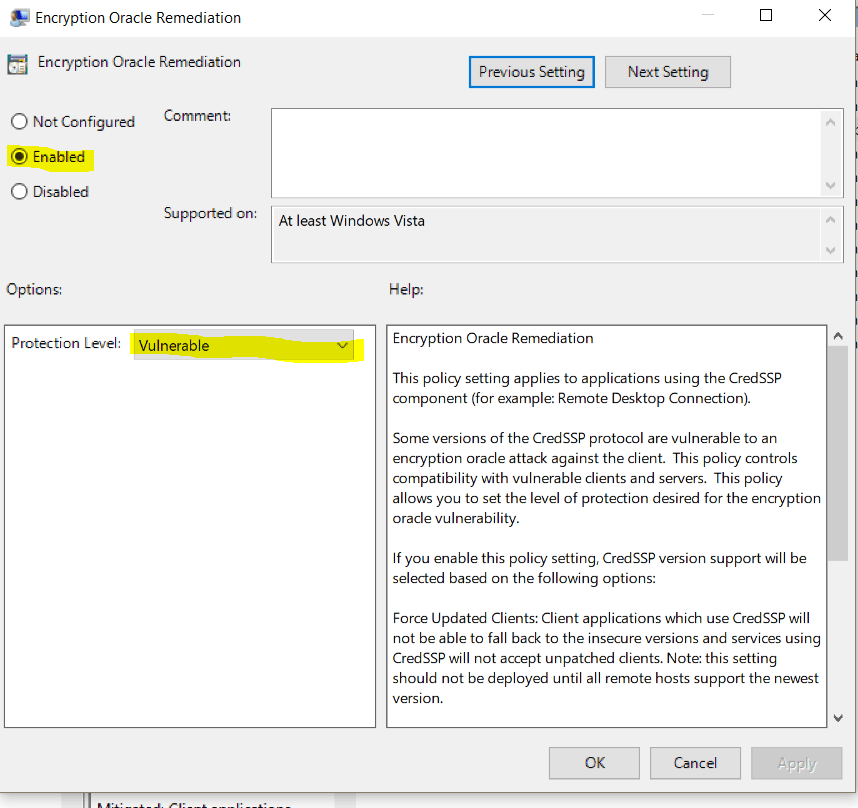 Encryption Oracle Remediation
Encryption Oracle Remediation
Previous Setting
Next Setting
Not Configured
Comment:
Enabled
Disabled
Supported on:
At least Windows Vista
Options:
Help:
Protection Level:
Vulnerable
Encryption Oracle Remediation
This policy setting applies to applications using the CredSSP
component (for example: Remote Desktop Connection).
Some versions of the CredSSP protocol are vulnerable to an
encryption oracle attack against the client.  This policy controls
compatibility with vulnerable clients and servers.  This policy
allows you to set the level of protection desired for the encryption
oracle vulnerability.
If you enable this policy setting, CredSSP version support will be
selected based on the following options:
Force Updated Clients: Client applications which use CredSSP will
not be able to fall back to the insecure versions and services using
CredSSP will not accept unpatched clients. Note: this setting
should not be deployed until all remote hosts support the newest
version.
OK
Cancel
Apply
Mitigated: Client applications